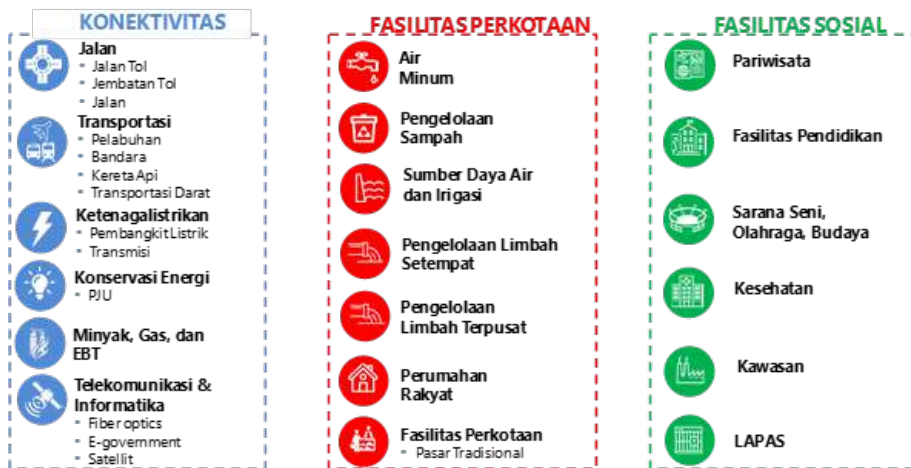 KONEKTIVITAS
Jalan
- Jalan Tol
- Jembatan Tol
- Jalan
Transportasi
- Pelabuhan
- Bandara
- Kereta Api
- Transportasi Darat
Ketenagalistrikan
- Pembangkit Listrik
- Transmisi
Konservasi Energi
- PJU
Minyak, Gas, dan
EBT
Telekomunikasi &
Informatika
- Fiber optics
- E-government
- Satellit
FASILITAS PERKOTAAN
Air
Minum
Pengelolaan
Sampah
Sumber Daya Air
dan Irigasi
Pengelolaan Limbah
Setempat
Pengelolaan
Limbah Terpusat
Perumahan
Rakyat
Fasilitas Perkotaan
- Pasar Tradisional
FASILITAS SOSIAL
Pariwisata
Fasilitas Pendidikan
Sarana Seni,
Olahraga, Budaya
Kesehatan
Kawasan
LAPAS